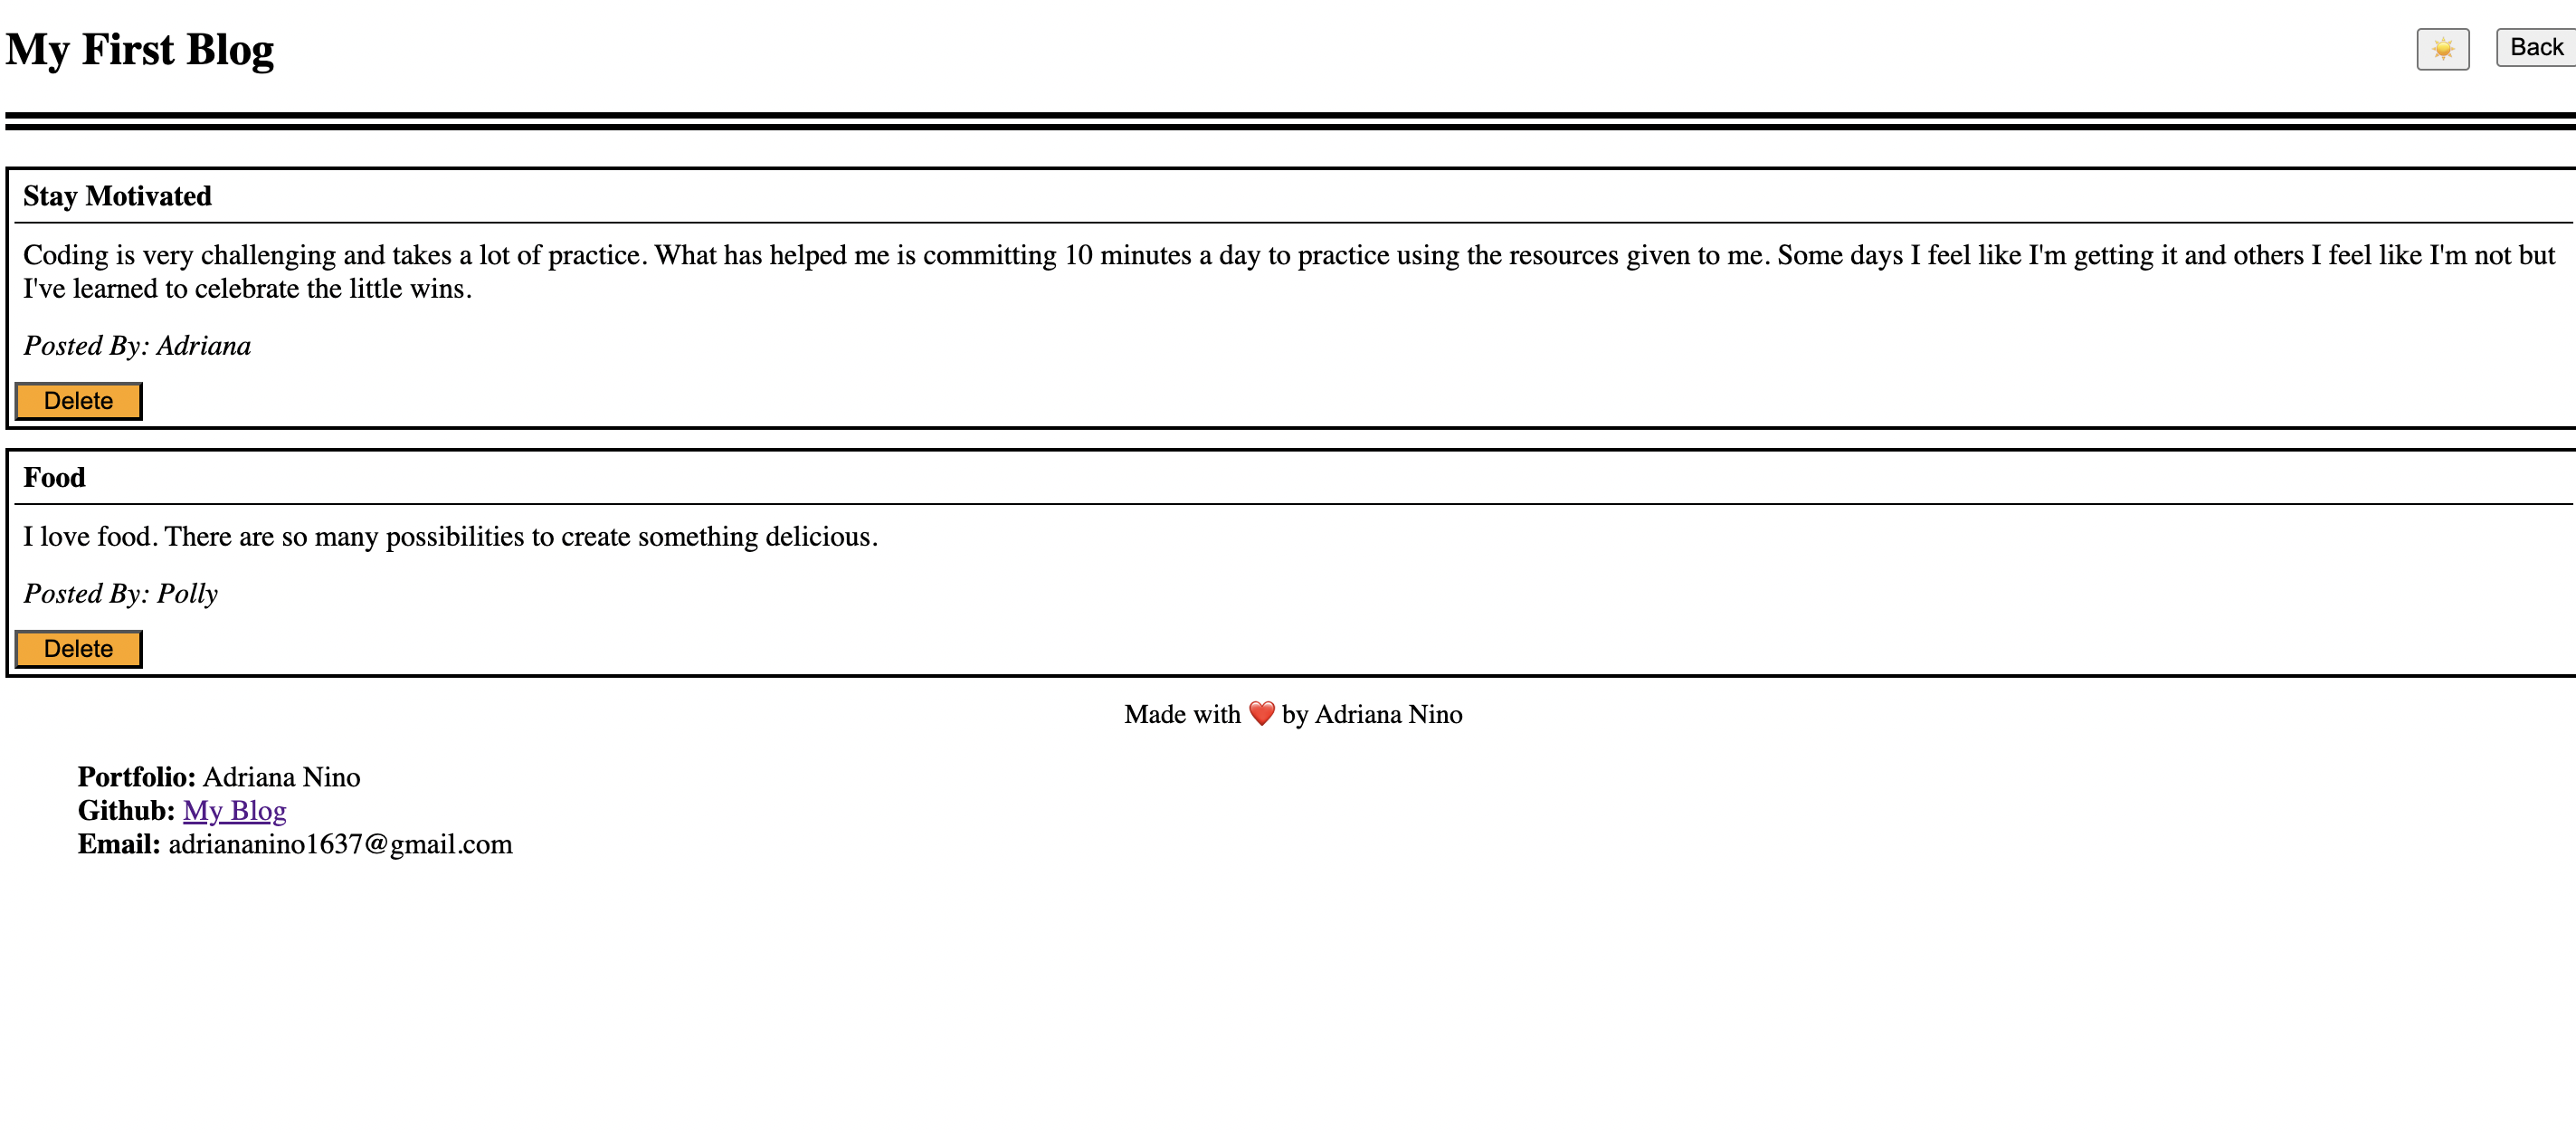 My First Blog
☀️ Back
Stay Motivated
Coding is very challenging and takes a lot of practice. What has helped me is committing 10 minutes a day to practice using the resources given to me. Some days I feel like I'm getting it and others I feel like I'm not but
I've learned to celebrate the little wins.
Posted By: Adriana
Delete
Food
I love food. There are so many possibilities to create something delicious.
Posted By: Polly
Delete
Made with ❤️ by Adriana Nino
Portfolio: Adriana Nino
Github: My Blog
Email: adriananino1637@gmail.com